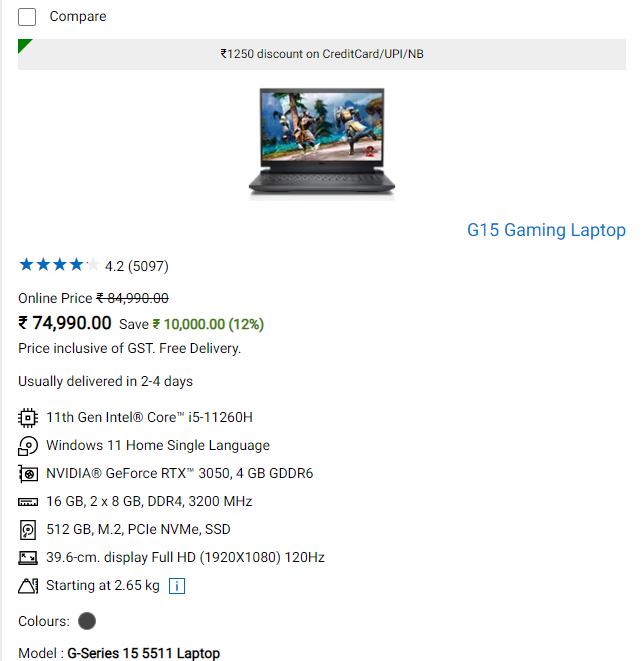 Compare
₹1250 discount on CreditCard/UPI/NB
G15 Gaming Laptop
4.2 (5097)
Online Price ₹ 84,990.00
₹ 74,990.00 Save ₹ 10,000.00 (12%)
Price inclusive of GST. Free Delivery.
Usually delivered in 2-4 days
11th Gen Intel® Core™ i5-11260H
Windows 11 Home Single Language
NVIDIA® GeForce RTX™ 3050, 4 GB GDDR6
16 GB, 2 x 8 GB, DDR4, 3200 MHz
512 GB, M.2, PCIe NVMe, SSD
39.6-cm. display Full HD (1920X1080) 120Hz
Starting at 2.65 kg i
Colours:
Model : G-Series 15 5511 Laptop